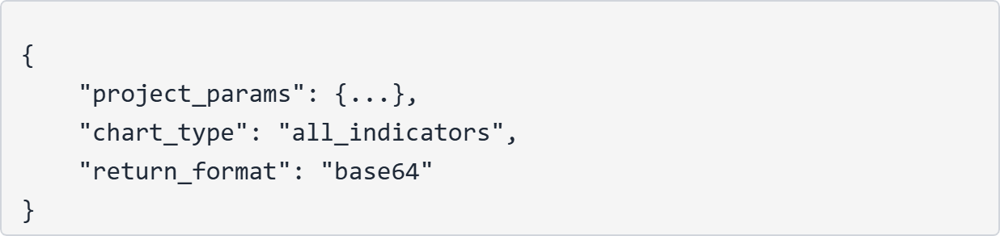 {
    "project_params": {...},
    "chart_type": "all_indicators",
    "return_format": "base64"
}